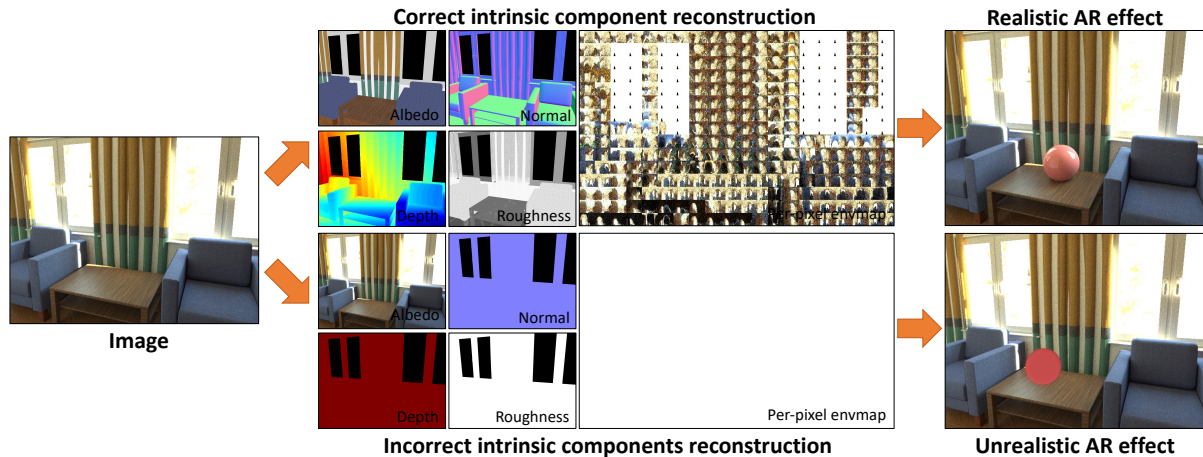 Correct intrinsic component reconstruction
Realistic AR effect
Albedo
Normal
Depth
Roughness
Per-pixel envmap
Image
Albedo
Normal
Depth
Roughness
Per-pixel envmap
Incorrect intrinsic components reconstruction
Unrealistic AR effect